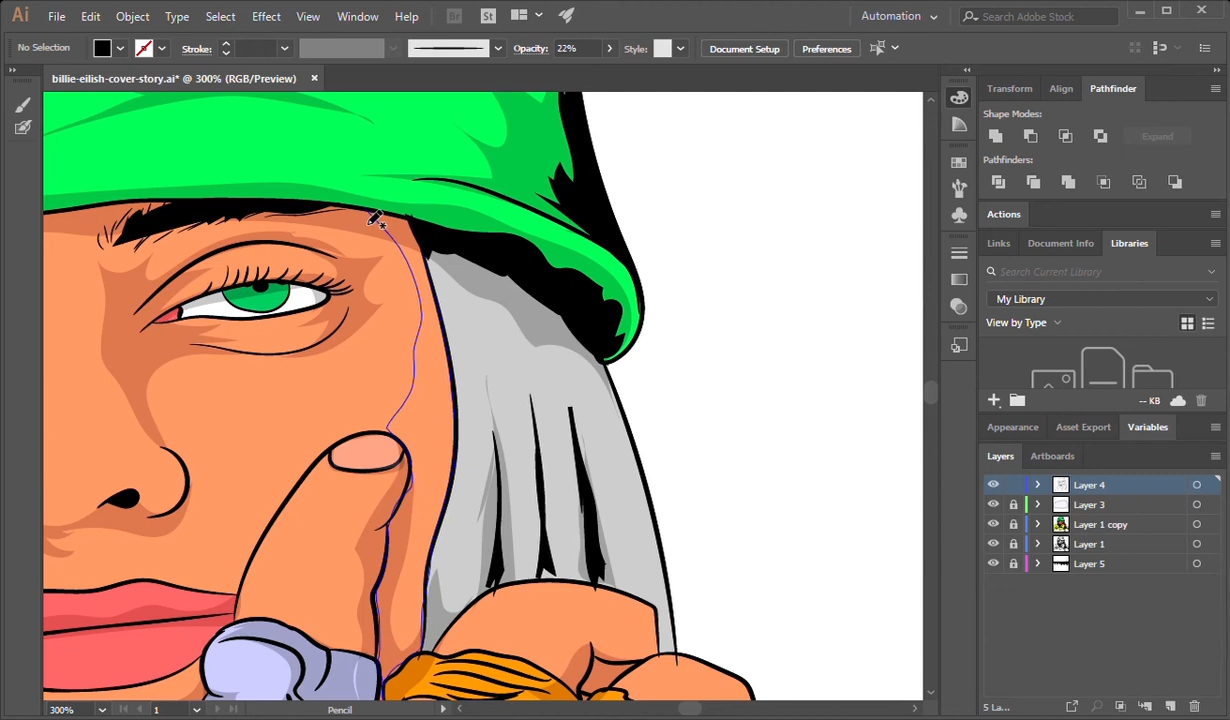 Ai File Edit Object Type Select Effect View Window Help Br St Automation Search Adobe Stock
No Selection Stroke: Opacity: 22% Style: Document Setup Preferences
billie-eilish-cover-story.ai* @ 300% (RGB/Preview) ×
Transform Align Pathfinder
Shape Modes:
Expand
Pathfinders:
Actions
Links Document Info Libraries
Search Current Library
My Library
View by Type
-- KB
Appearance Asset Export Variables
Layers Artboards
Layer 4
Layer 3
Layer 1 copy
Layer 1
Layer 5
300% 1 Pencil 5 La...